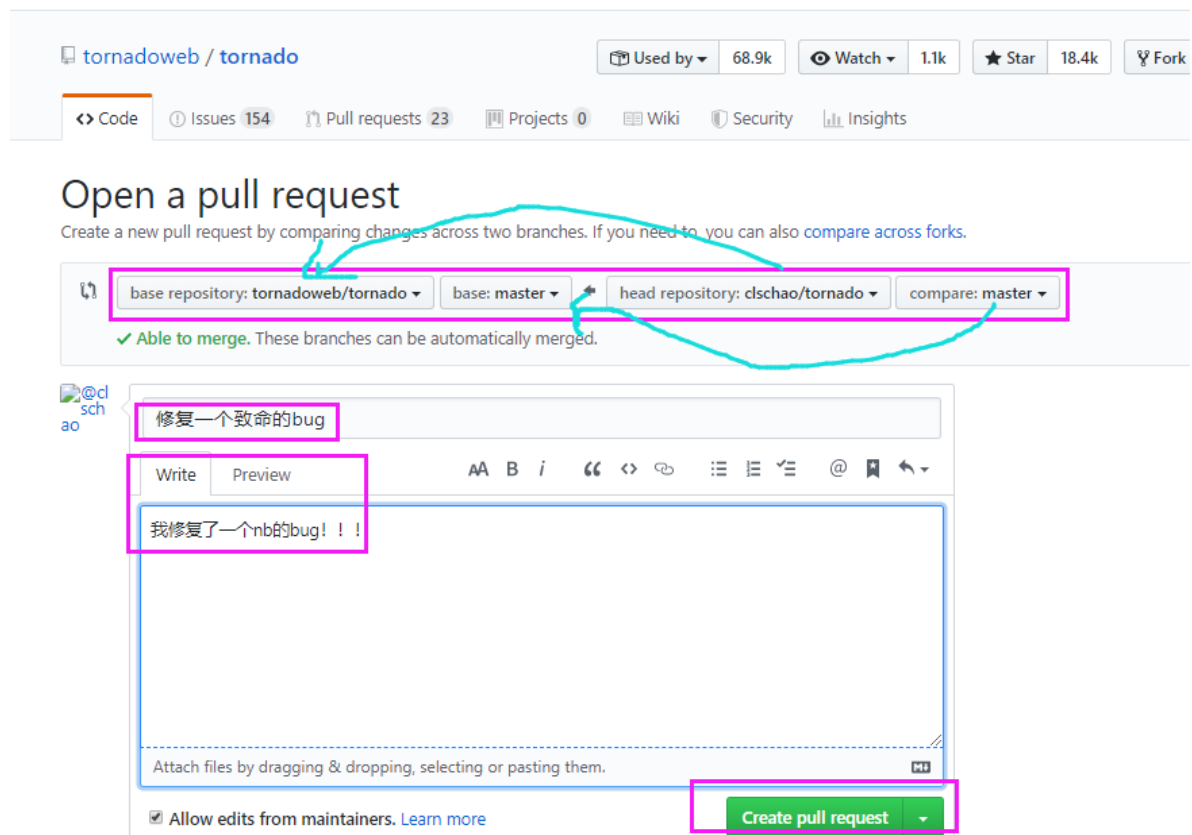 tornadoweb / tornado Used by 68.9k Watch 1.1k Star 18.4k Fork
Code Issues 154 Pull requests 23 Projects 0 Wiki Security Insights
Open a pull request
Create a new pull request by comparing changes across two branches. If you need to, you can also compare across forks.
base repository: tornadoweb/tornado base: master head repository: clschao/tornado compare: master
Able to merge. These branches can be automatically merged.
@cl
sch
ao
修复一个致命的bug
Write Preview AA B i
我修复了一个nb的bug！！！
Attach files by dragging & dropping, selecting or pasting them.
Allow edits from maintainers. Learn more Create pull request